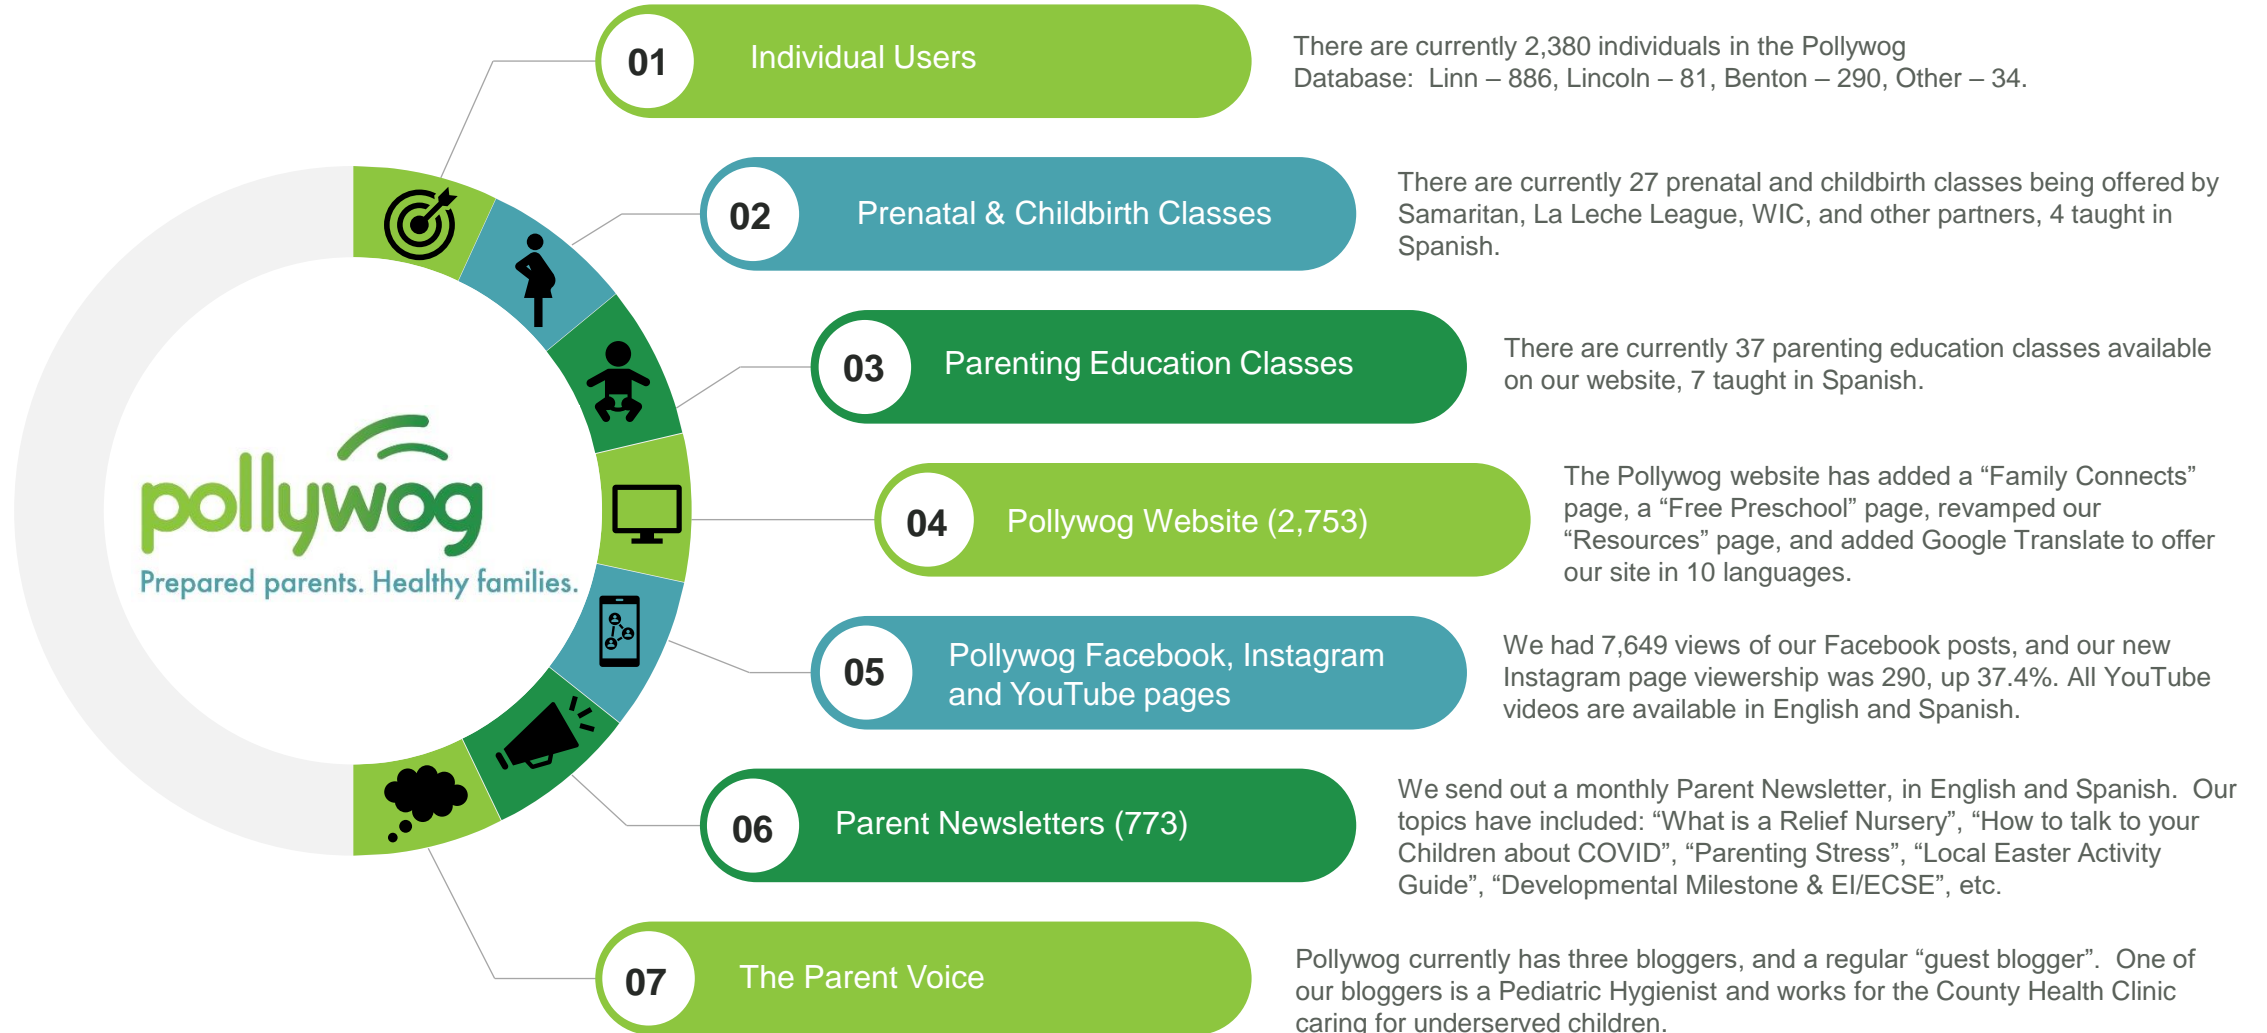 01
Individual Users
There are currently 2,380 individuals in the Pollywog
Database:  Linn – 886, Lincoln – 81, Benton – 290, Other – 34.
02
Prenatal & Childbirth Classes
There are currently 27 prenatal and childbirth classes being offered by
Samaritan, La Leche League, WIC, and other partners, 4 taught in
Spanish.
03
Parenting Education Classes
There are currently 37 parenting education classes available
on our website, 7 taught in Spanish.
pollywog
Prepared parents. Healthy families.
04
Pollywog Website (2,753)
The Pollywog website has added a “Family Connects”
page, a “Free Preschool” page, revamped our
“Resources” page, and added Google Translate to offer
our site in 10 languages.
05
Pollywog Facebook, Instagram
and YouTube pages
We had 7,649 views of our Facebook posts, and our new
Instagram page viewership was 290, up 37.4%. All YouTube
videos are available in English and Spanish.
06
Parent Newsletters (773)
We send out a monthly Parent Newsletter, in English and Spanish.  Our
topics have included: “What is a Relief Nursery”, “How to talk to your
Children about COVID”, “Parenting Stress”, “Local Easter Activity
Guide”, “Developmental Milestone & EI/ECSE”, etc.
07
The Parent Voice
Pollywog currently has three bloggers, and a regular “guest blogger”.  One of
our bloggers is a Pediatric Hygienist and works for the County Health Clinic
caring for underserved children.